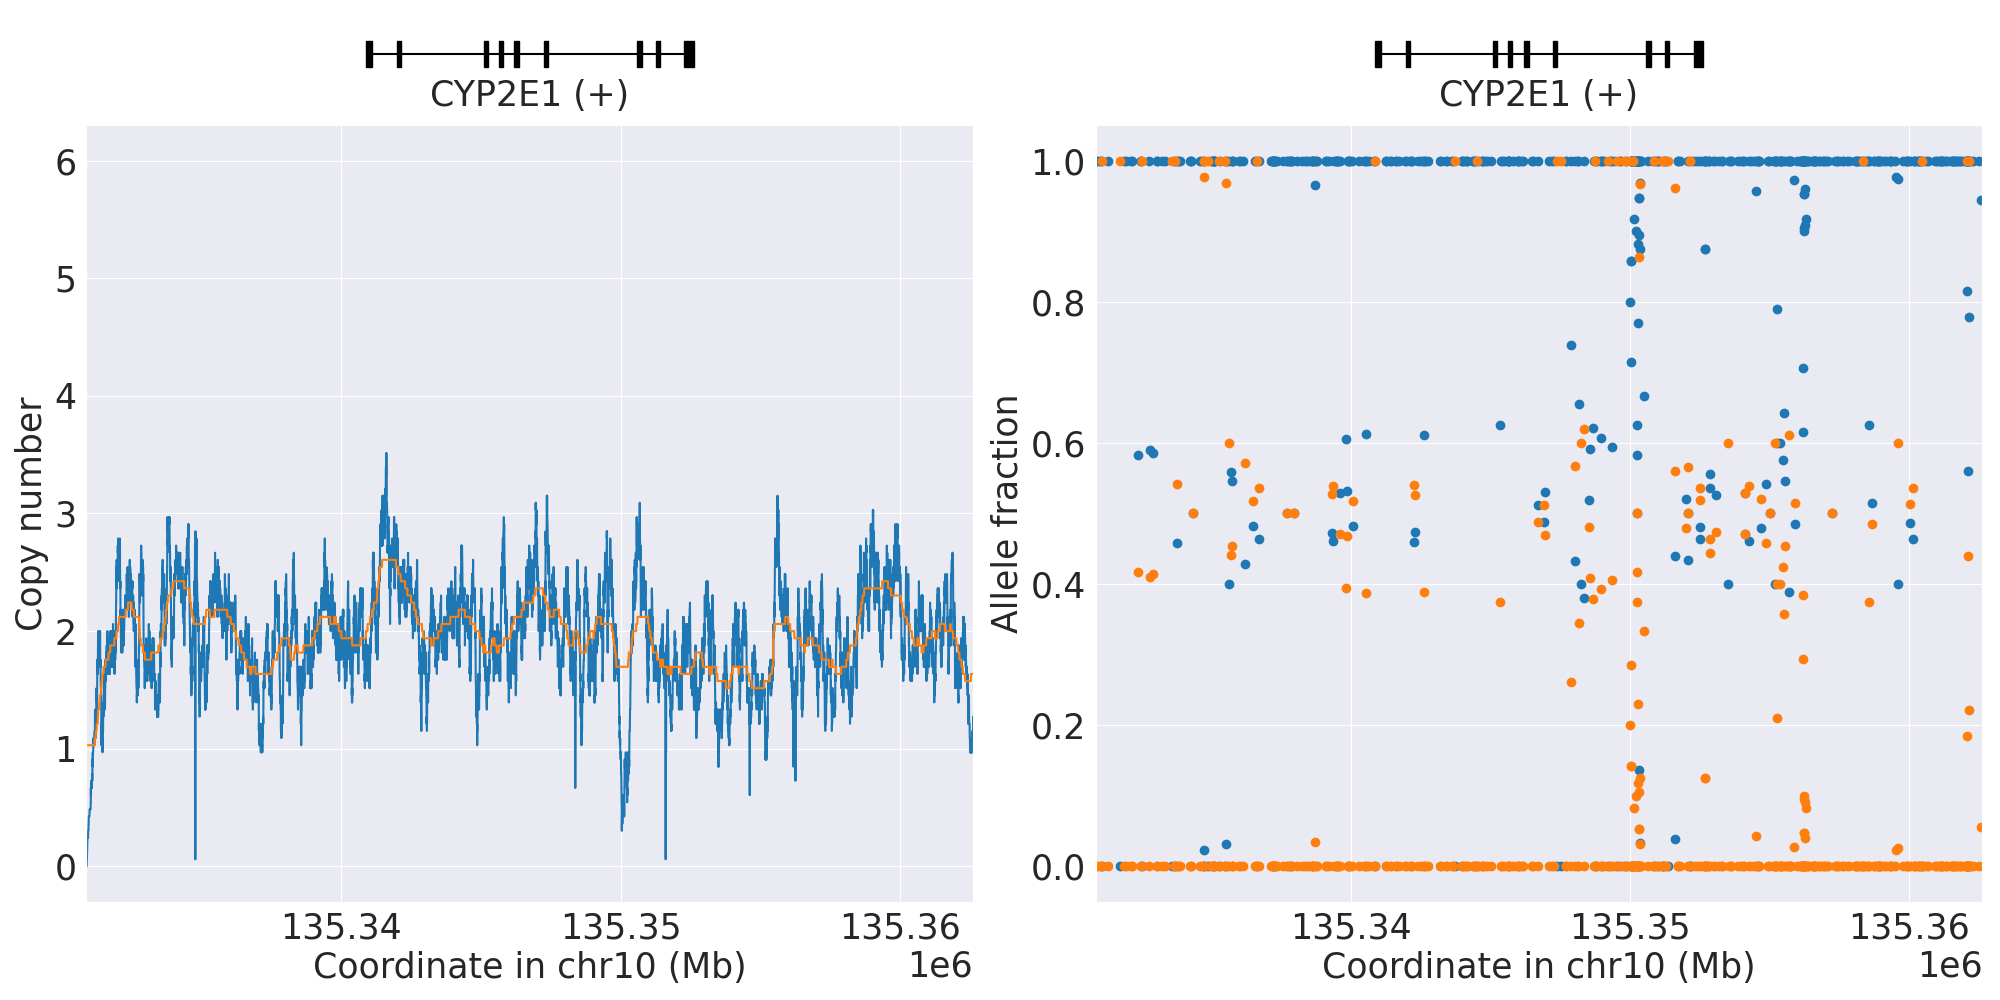 CYP2E1 (+)
Copy number
6
5
4
3
2
1
0
135.34
135.35
135.36
Coordinate in chr10 (Mb)
1e6
CYP2E1 (+)
Allele fraction
1.0
0.8
0.6
0.4
0.2
0.0
135.34
135.35
135.36
Coordinate in chr10 (Mb)
1e6